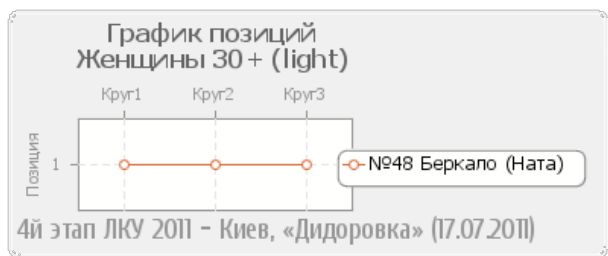 График позиций
Женщины 30+ (light)
Круг1 Круг2 Круг3
Позиция
1
№48 Беркало (Ната)
4й этап ЛКУ 2011 - Киев, «Дидоровка» (17.07.2011)